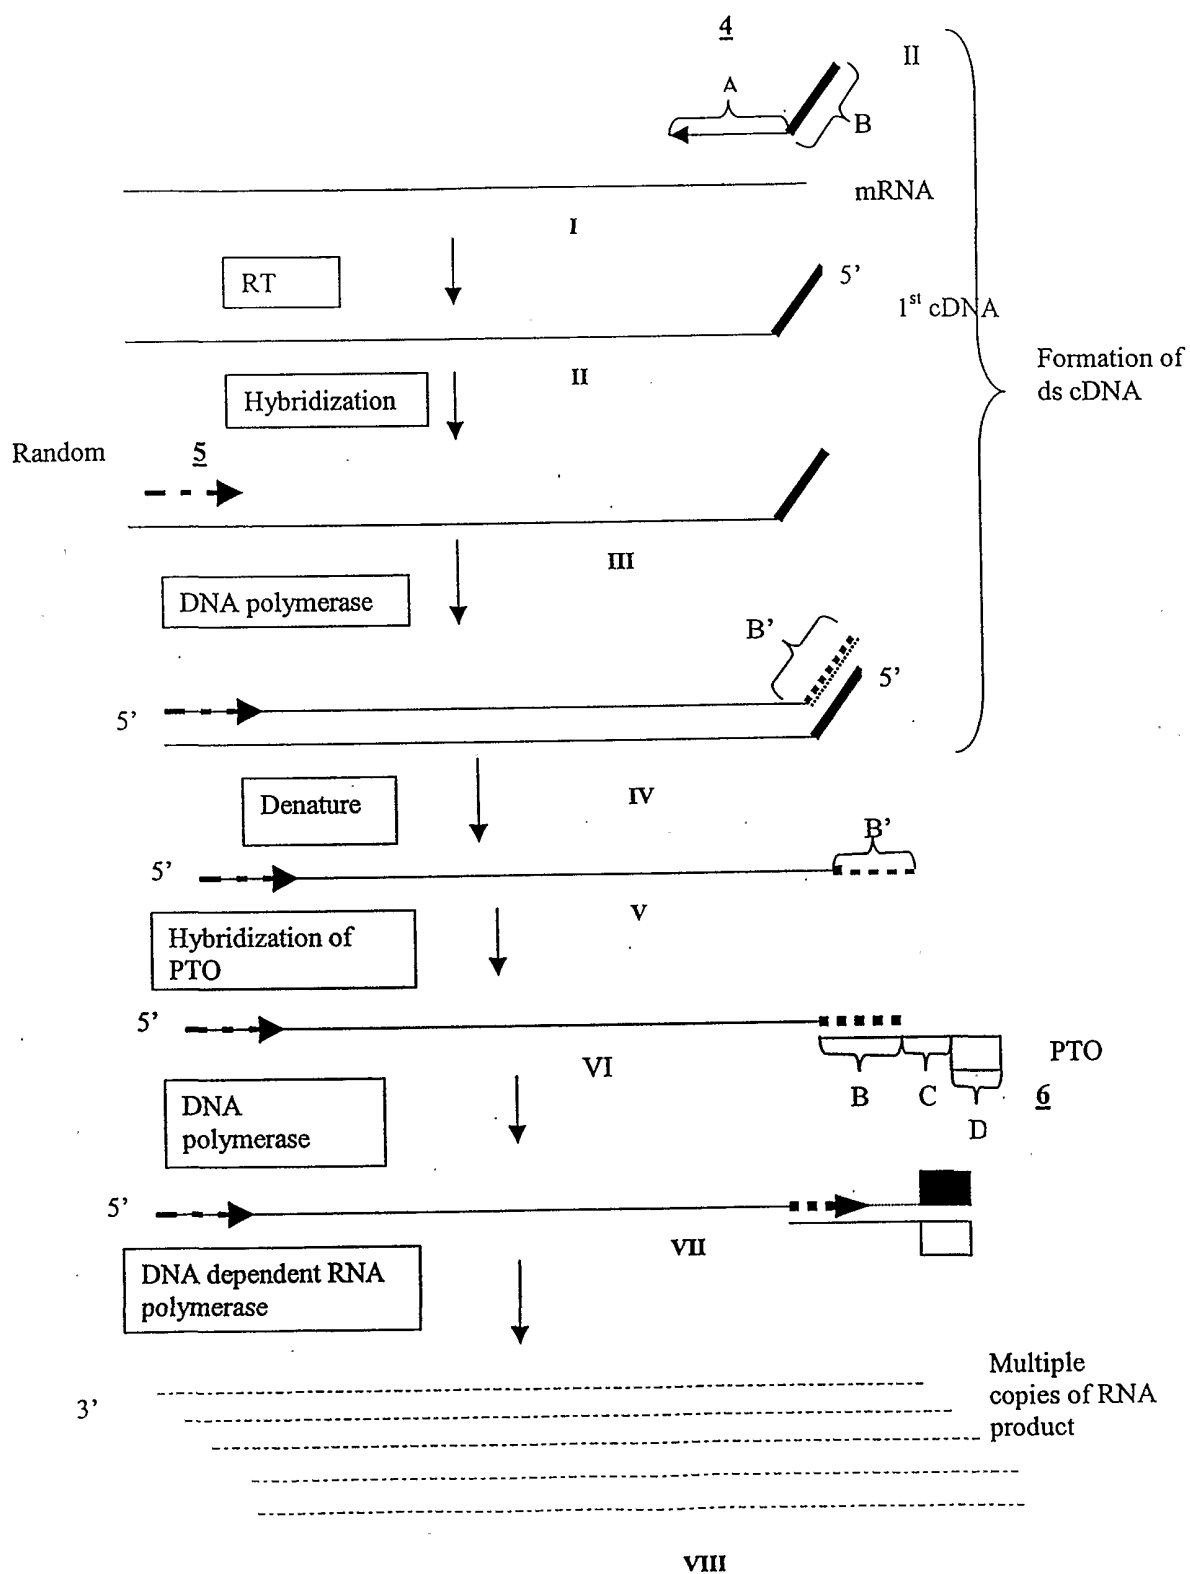 4
II
A
B
mRNA
I
RT
5’
1st cDNA
II
Formation of
ds cDNA
Hybridization
Random
5
III
DNA polymerase
B’
5’
5’
IV
Denature
B’
5’
V
Hybridization of
PTO
5’
VI
B
C
D
PTO
6
DNA
polymerase
5’
VII
DNA dependent RNA
polymerase
Multiple
copies of RNA
product
3’
VIII